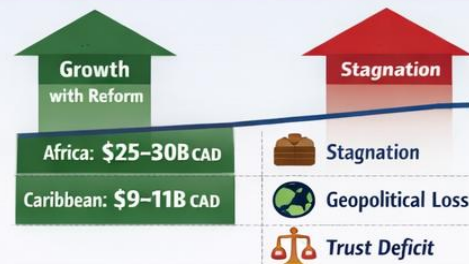 Growth
with Reform
Stagnation
Africa: $25–30B CAD
Caribbean: $9–11B CAD
Stagnation
Geopolitical Loss
Trust Deficit